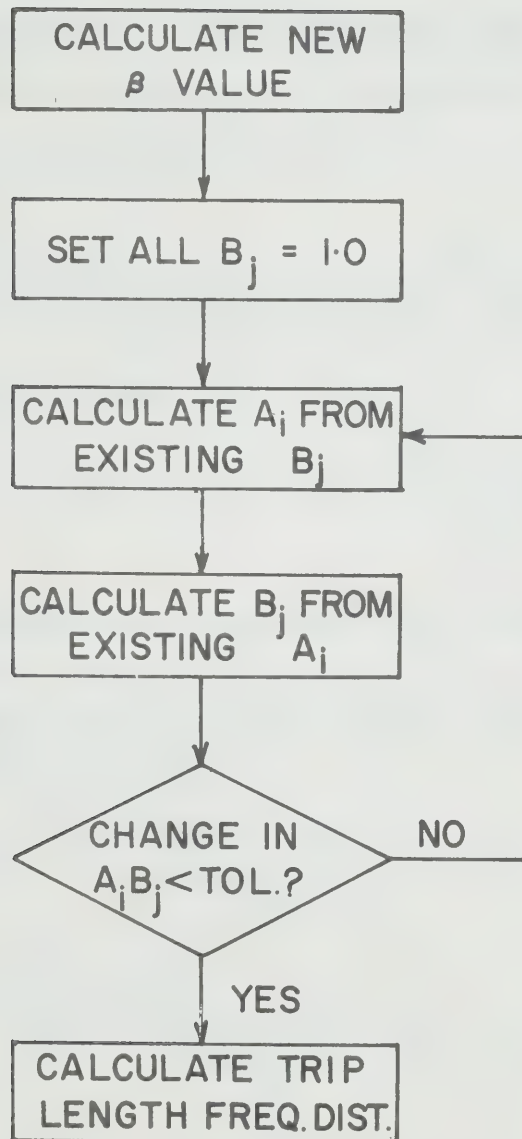 CALCULATE NEW
β VALUE
SET ALL Bj = 1·0
CALCULATE Ai FROM
EXISTING Bj
CALCULATE Bj FROM
EXISTING Ai
CHANGE IN
AiBj<TOL.?
NO
YES
CALCULATE TRIP
LENGTH FREQ. DIST.